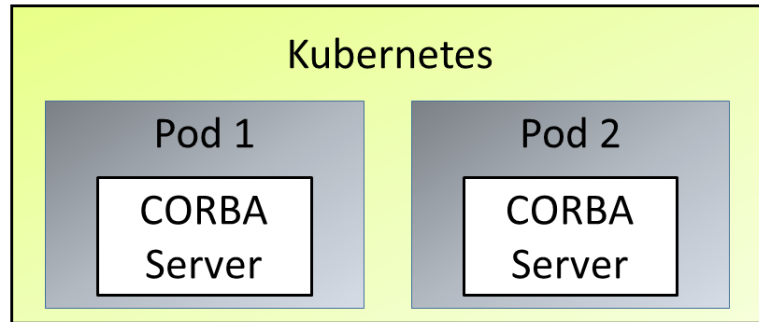 Kubernetes
Pod 1
Pod 2
CORBA
Server
CORBA
Server